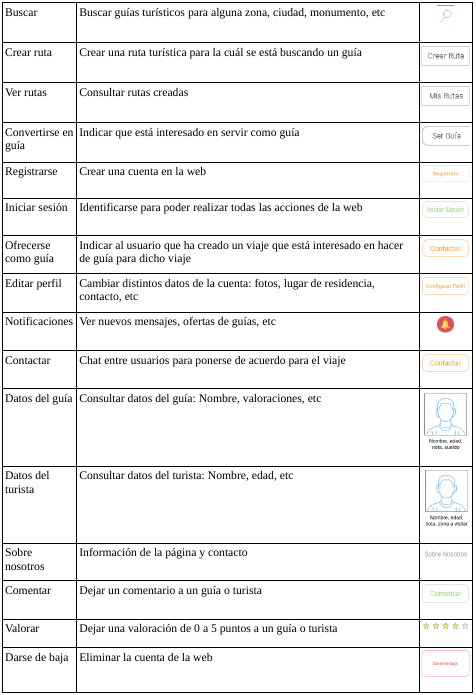 Buscar
Buscar guías turísticos para alguna zona, ciudad, monumento, etc
Crear ruta
Crear una ruta turística para la cuál se está buscando un guía
Crear Ruta
Ver rutas
Consultar rutas creadas
Mis Rutas
Convertirse en
guía
Indicar que está interesado en servir como guía
Ser Guía
Registrarse
Crear una cuenta en la web
Regístrate
Iniciar sesión
Identificarse para poder realizar todas las acciones de la web
Iniciar Sesión
Ofrecerse
como guía
Indicar al usuario que ha creado un viaje que está interesado en hacer
de guía para dicho viaje
Contactar
Editar perfil
Cambiar distintos datos de la cuenta: fotos, lugar de residencia,
contacto, etc
Configurar Perfil
Notificaciones
Ver nuevos mensajes, ofertas de guías, etc
Contactar
Chat entre usuarios para ponerse de acuerdo para el viaje
Contactar
Datos del guía
Consultar datos del guía: Nombre, valoraciones, etc
Nombre, edad,
nota, sueldo
Datos del
turista
Consultar datos del turista: Nombre, edad, etc
Nombre, edad,
nota, zona a visitar
Sobre
nosotros
Información de la página y contacto
Sobre Nosotros
Comentar
Dejar un comentario a un guía o turista
Comentar
Valorar
Dejar una valoración de 0 a 5 puntos a un guía o turista
Darse de baja
Eliminar la cuenta de la web
Darse de baja